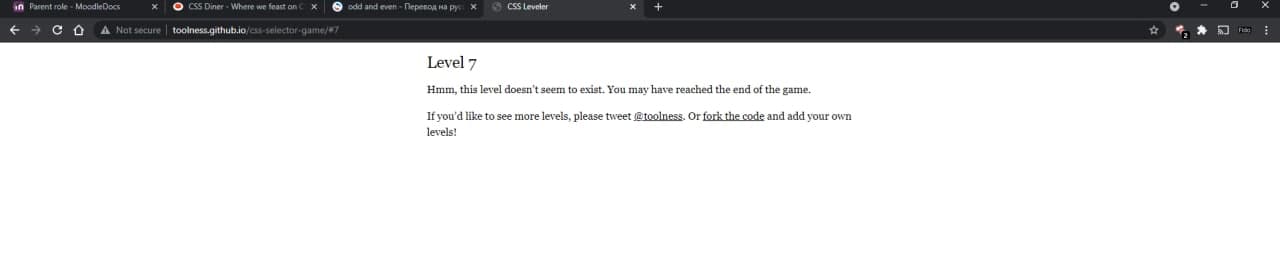 Parent role - MoodleDocs
CSS Diner - Where we feast on C
odd and even - Перевод на рус
CSS Leveler
Not secure
toolness.github.io/css-selector-game/#7
2
Level 7
Hmm, this level doesn't seem to exist. You may have reached the end of the game.
If you'd like to see more levels, please tweet @toolness. Or fork the code and add your own
levels!